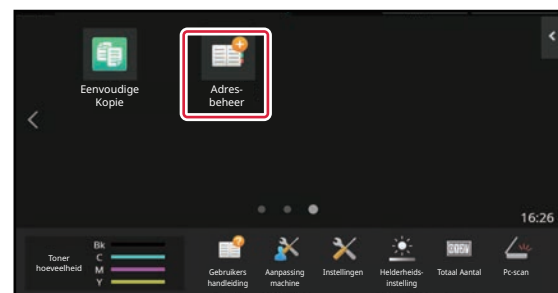 Eenvoudige
Kopie
Adres-
beheer
16:26
Toner
hoeveelheid
Bk
C
M
Y
Gebruikers
handleiding
Aanpassing
machine
Instellingen
Helderheids-
instelling
Totaal Aantal
Pc-scan